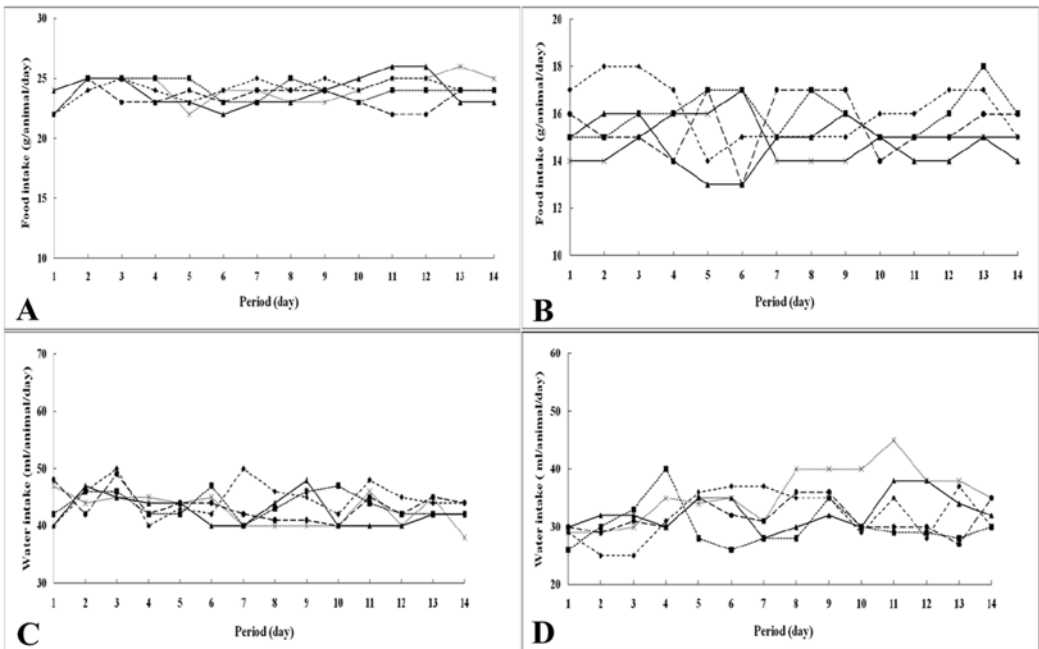 30
25
20
15
10
Food intake (g/animal/day)
1 2 3 4 5 6 7 8 9 10 11 12 13 14
Period (day)
A
20
18
16
14
12
10
Food intake (g/animal/day)
1 2 3 4 5 6 7 8 9 10 11 12 13 14
Period (day)
B
70
60
50
40
30
Water intake (ml/animal/day)
1 2 3 4 5 6 7 8 9 10 11 12 13 14
Period (day)
C
60
50
40
30
20
Water intake ( ml/animal/day)
1 2 3 4 5 6 7 8 9 10 11 12 13 14
Period (day)
D